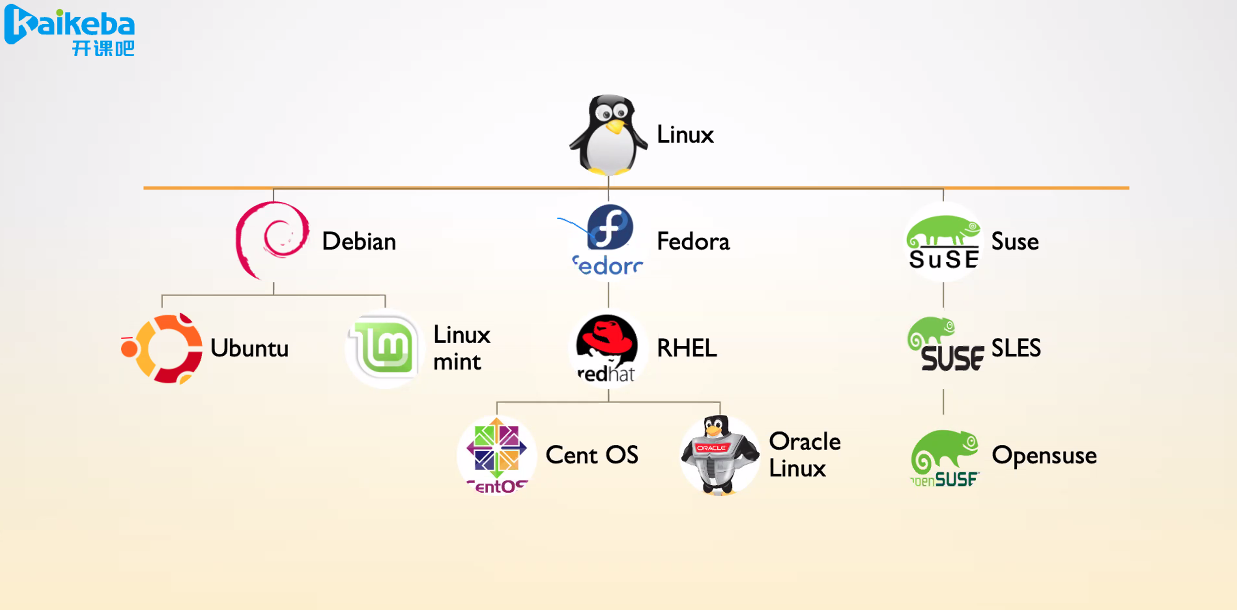 Kaikeba
开课吧
Linux
Debian
Fedora
SuSE
Suse
Ubuntu
Linux
mint
redhat
RHEL
SUSE
SLES
CentOS
Cent OS
ORACLE
Oracle
Linux
openSUSE
Opensuse